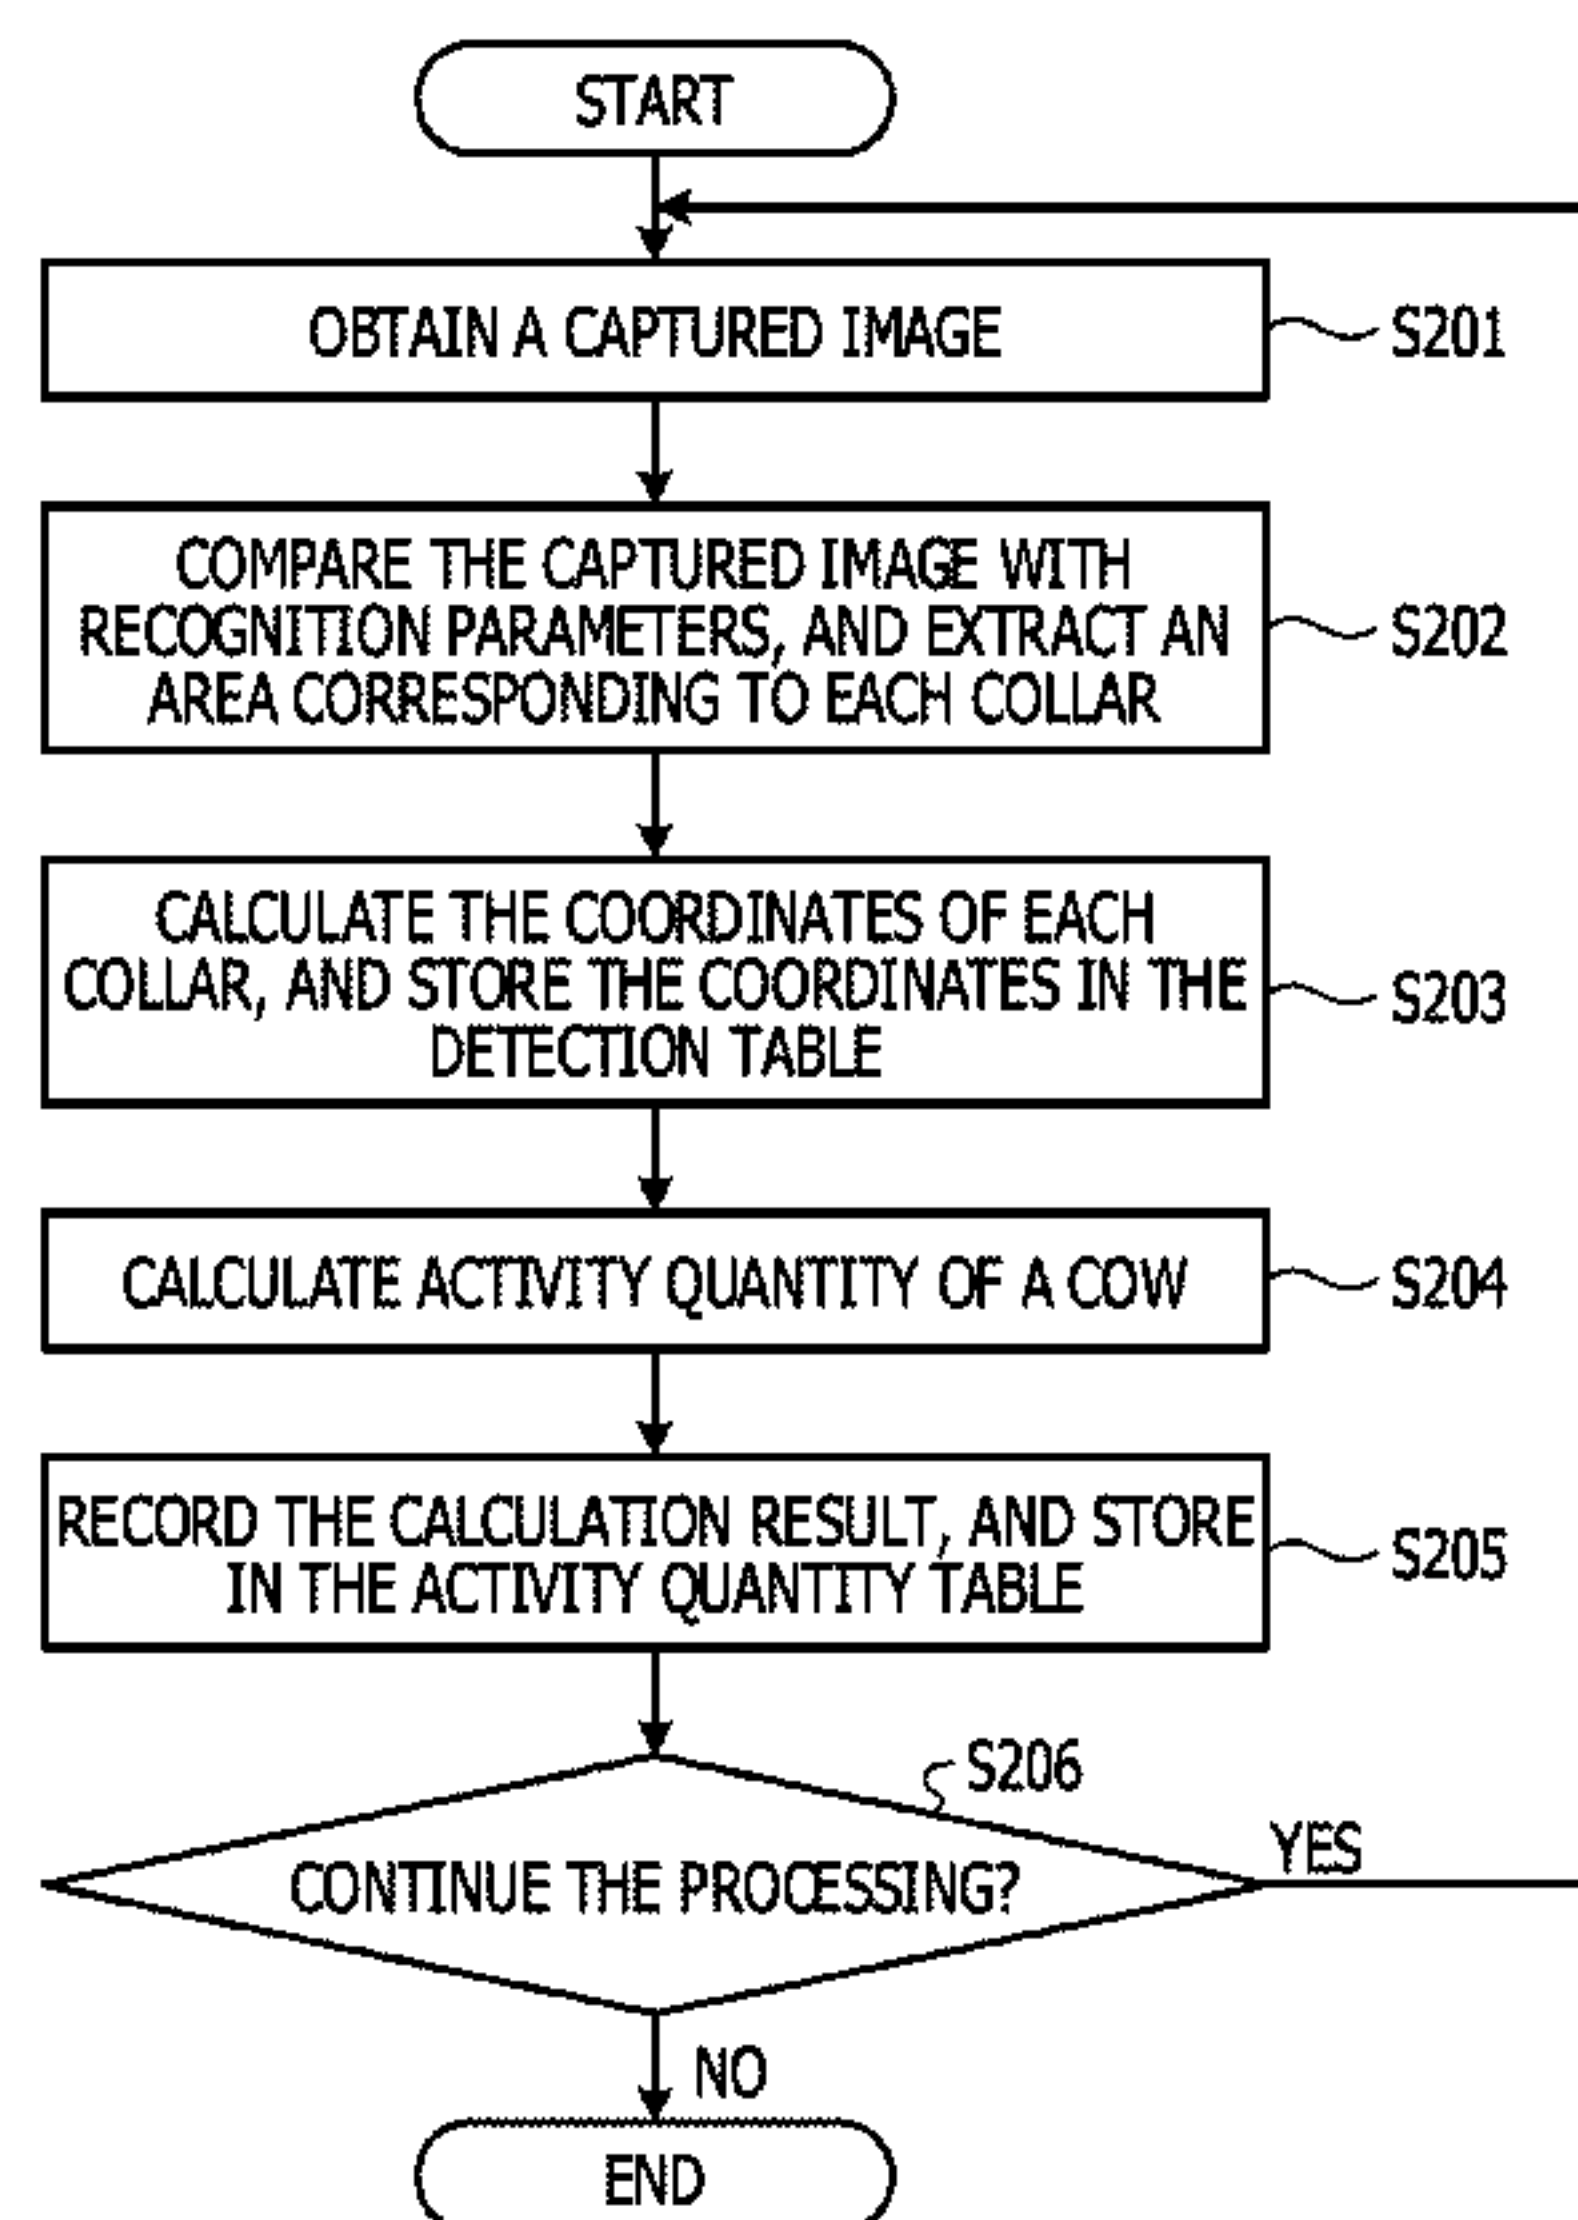 START
OBTAIN A CAPTURED IMAGE
S201
COMPARE THE CAPTURED IMAGE WITH
RECOGNITION PARAMETERS, AND EXTRACT AN
AREA CORRESPONDING TO EACH COLLAR
S202
CALCULATE THE COORDINATES OF EACH
COLLAR, AND STORE THE COORDINATES IN THE
DETECTION TABLE
S203
CALCULATE ACTIVITY QUANTITY OF A COW
S204
RECORD THE CALCULATION RESULT, AND STORE
IN THE ACTIVITY QUANTITY TABLE
S205
S206
CONTINUE THE PROCESSING?
YES
NO
END